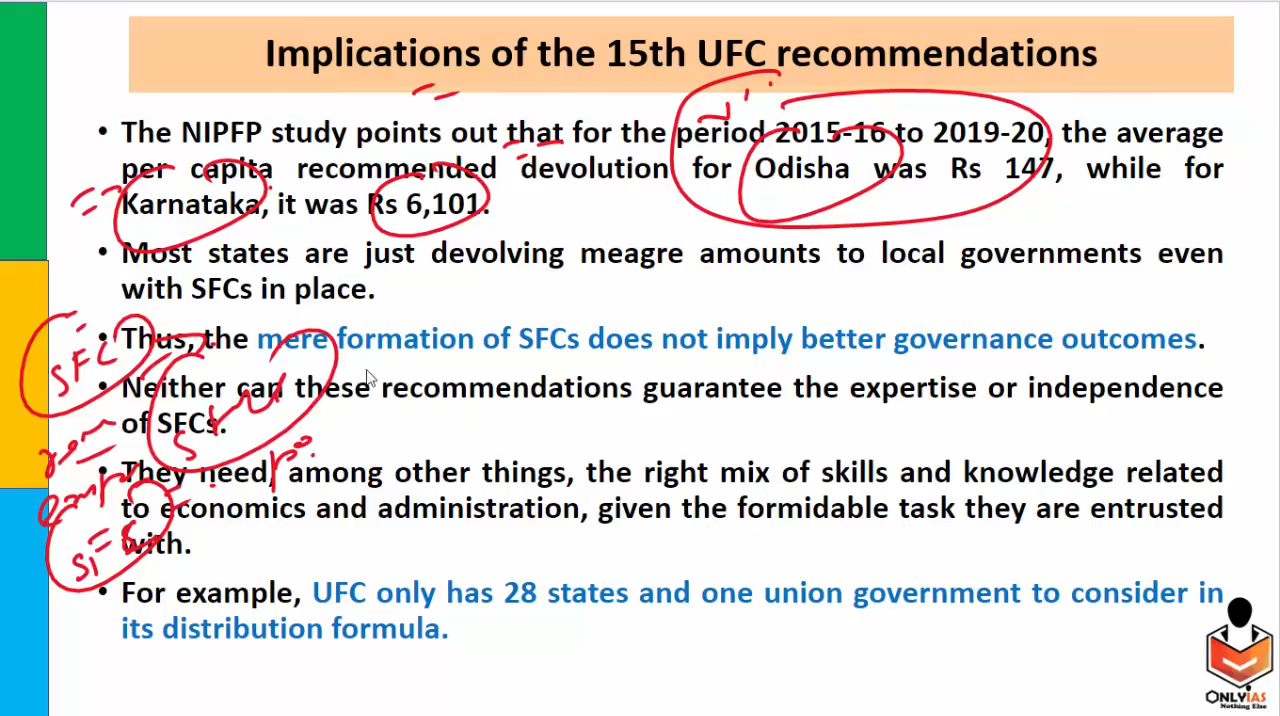 Implications of the 15th UFC recommendations
• The NIPFP study points out that for the period 2015-16 to 2019-20, the average
per capita recommended devolution for Odisha was Rs 147, while for
Karnataka, it was Rs 6,101.
• Most states are just devolving meagre amounts to local governments even
with SFCs in place.
• Thus, the mere formation of SFCs does not imply better governance outcomes.
SFC
• Neither can these recommendations guarantee the expertise or independence
of SFCs.
• They need, among other things, the right mix of skills and knowledge related
to economics and administration, given the formidable task they are entrusted
with.
• For example, UFC only has 28 states and one union government to consider in
its distribution formula.
ONLYIAS
Nothing Else